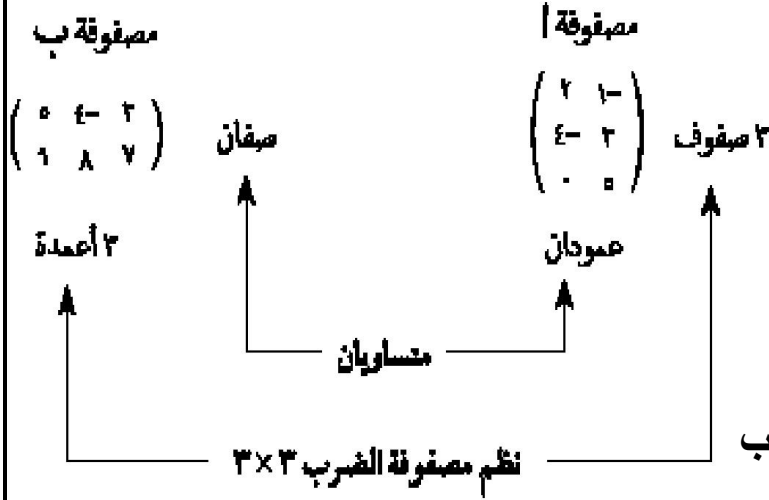 مصفوفة أ
مصفوفة ب
٣ صفوف
-١ ٢
٣ -٤
٥ ٠
صفان
٣ -٤ ٥
٧ ٨ ٩
عمودان
٣ أعمدة
متساويان
ب
نظم مصفوفة الضرب ٣×٣